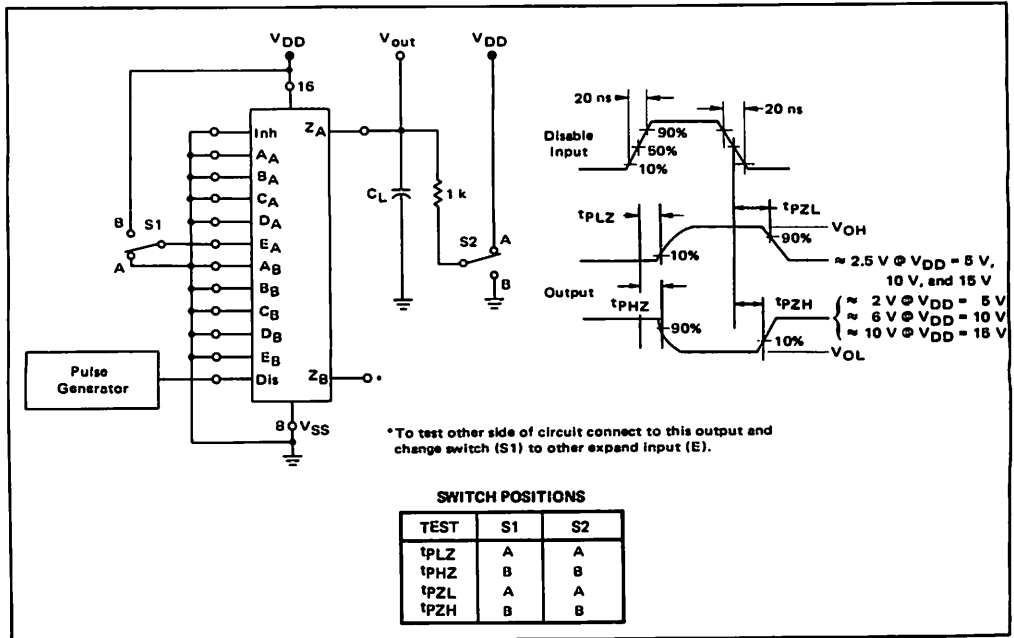 VDD
Vout
VDD
16
Inh
AA
BA
CA
DA
EA
AB
BB
CB
DB
EB
Dis
ZA
ZB
*
B
S1
A
CL
1 k
S2
A
B
Pulse
Generator
8
VSS
20 ns
20 ns
Disable
Input
90%
50%
10%
tPLZ
tPZL
VOH
90%
10%
≈ 2.5 V @ VDD = 5 V,
10 V, and 15 V
Output
tPHZ
tPZH
90%
10%
≈ 2 V @ VDD = 5 V
≈ 6 V @ VDD = 10 V
≈ 10 V @ VDD = 15 V
VOL
*To test other side of circuit connect to this output and
change switch (S1) to other expand input (E).
SWITCH POSITIONS
TEST S1 S2
tPLZ A A
tPHZ B B
tPZL A A
tPZH B B